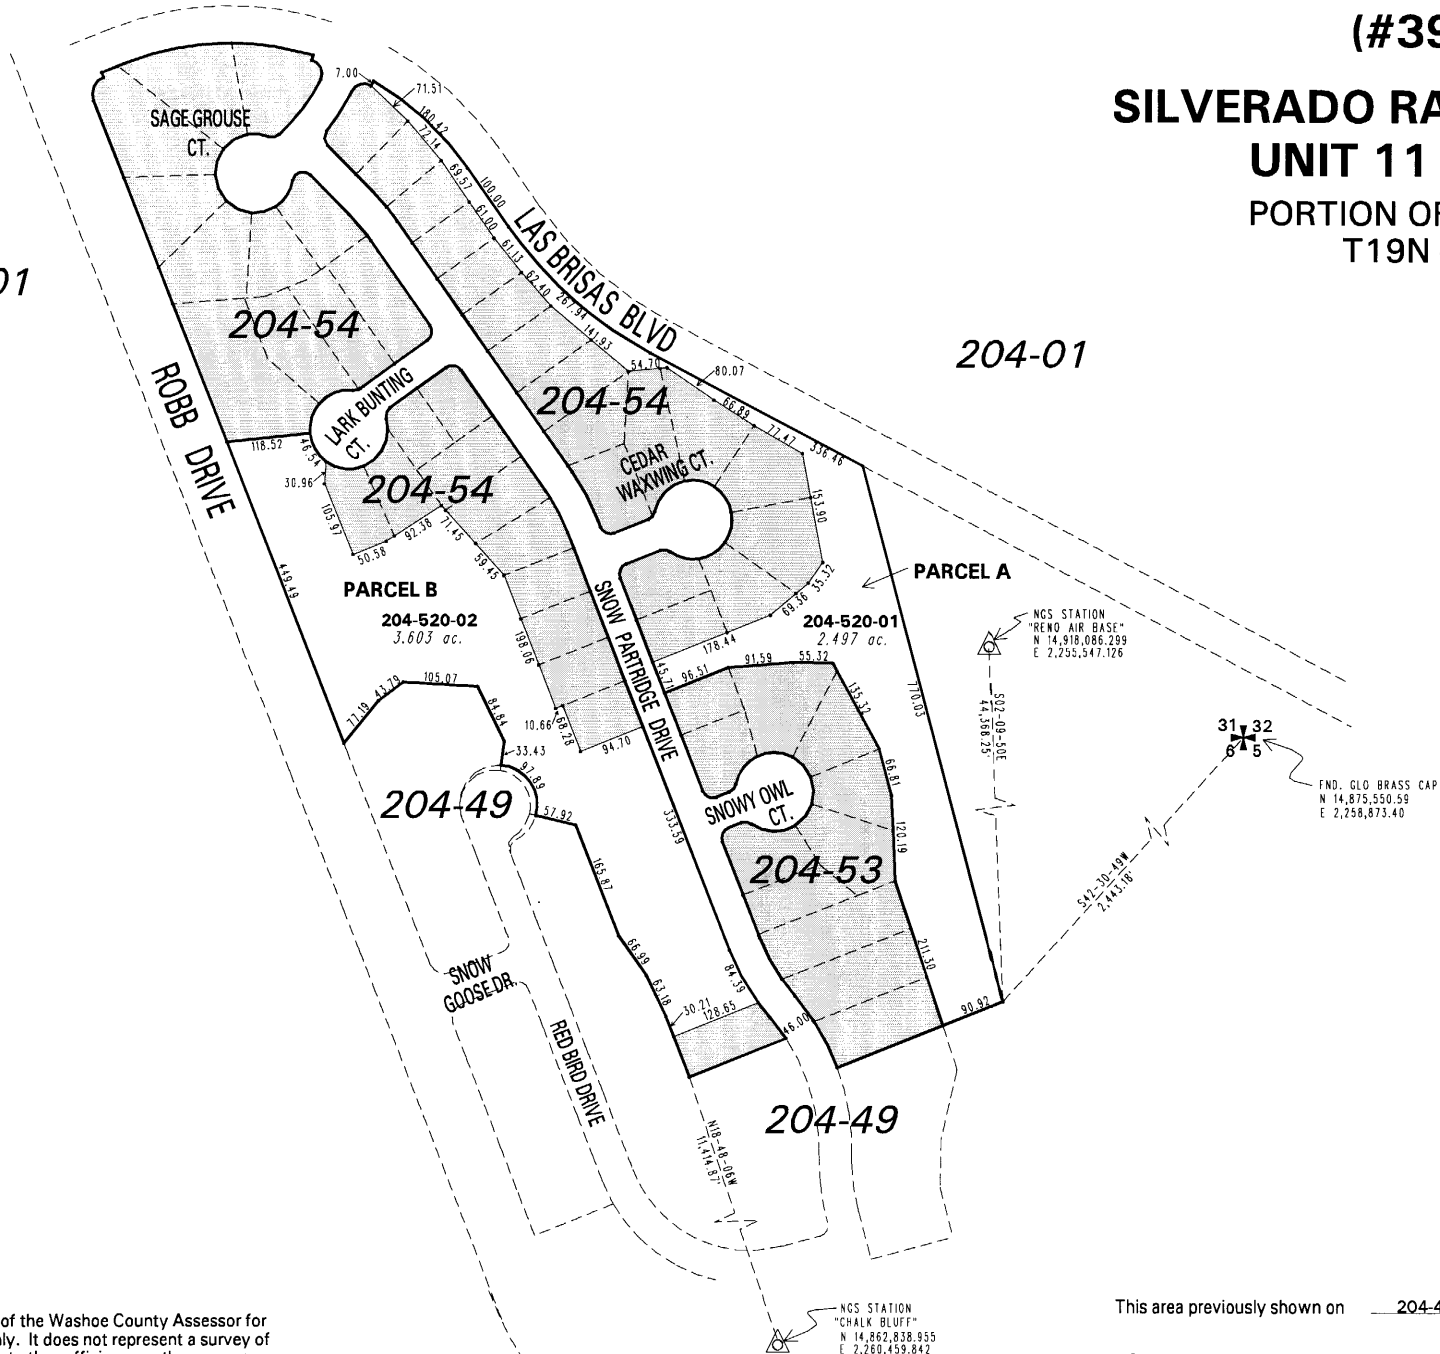 (#39
SILVERADO RA
UNIT 11
PORTION OF
T19N
01
7.00
71.51
180.42
72.14
69.57
100.00
61.00
61.13
62.40
267.94
141.93
54.70
80.07
66.89
77.47
336.46
SAGE GROUSE
CT.
LAS BRISAS BLVD
204-54
204-01
ROBB DRIVE
LARK BUNTING
CT.
204-54
CEDAR
WAXWING CT.
118.52
46.54
30.96
105.97
50.58
92.38
71.45
59.45
204-54
153.90
35.32
69.36
178.44
449.49
PARCEL B
204-520-02
3.603 ac.
PARCEL A
204-520-01
2.497 ac.
SNOW PARTRIDGE DRIVE
NGS STATION
"RENO AIR BASE"
N 14,918,086.299
E 2,255,547.126
198.06
45.71
96.51
91.59
55.32
135.32
770.03
S02-09-50E
44,368.25'
77.19
43.79
105.07
84.84
10.66
68.28
94.70
33.43
97.89
57.92
66.81
120.19
31 32
6 5
FND. GLO BRASS CAP
N 14,875,550.59
E 2,258,873.40
204-49
SNOWY OWL
CT.
333.59
204-53
165.87
S42-30-49W
2,443.18'
66.99
63.18
84.39
211.30
30.21
128.65
46.00
90.92
SNOW
GOOSE DR.
RED BIRD DRIVE
204-49
N18-48-06W
11,414.87'
NGS STATION
"CHALK BLUFF"
N 14,862,838.955
E 2,260,459.842
of the Washoe County Assessor for
ly. It does not represent a survey of
This area previously shown on 204-4